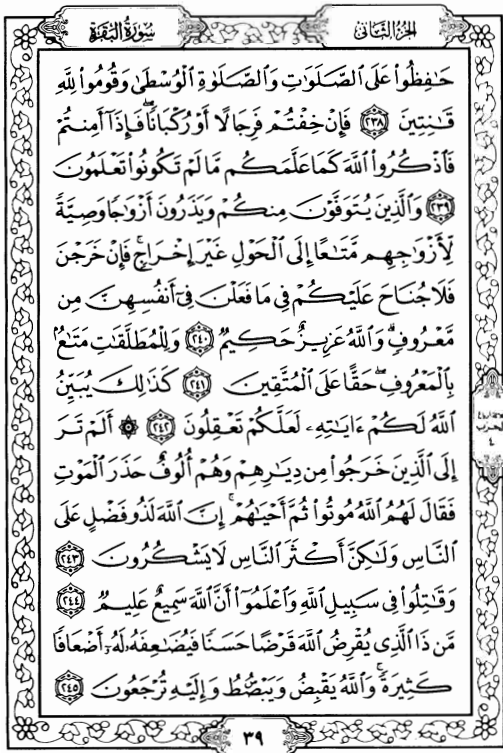 الجزء الثاني
سورة البقرة
حَٰفِظُوا۟ عَلَى ٱلصَّلَوَٰتِ وَٱلصَّلَوٰةِ ٱلْوُسْطَىٰ وَقُومُوا۟ لِلَّهِ
قَٰنِتِينَ ٢٣٨ فَإِنْ خِفْتُمْ فَرِجَالًا أَوْ رُكْبَانًا ۖ فَإِذَآ أَمِنتُمْ
فَٱذْكُرُوا۟ ٱللَّهَ كَمَا عَلَّمَكُم مَّا لَمْ تَكُونُوا۟ تَعْلَمُونَ
٢٣٩ وَٱلَّذِينَ يُتَوَفَّوْنَ مِنكُمْ وَيَذَرُونَ أَزْوَٰجًا وَصِيَّةً
لِّأَزْوَٰجِهِم مَّتَٰعًا إِلَى ٱلْحَوْلِ غَيْرَ إِخْرَاجٍ ۚ فَإِنْ خَرَجْنَ
فَلَا جُنَاحَ عَلَيْكُمْ فِى مَا فَعَلْنَ فِىٓ أَنفُسِهِنَّ مِن
مَّعْرُوفٍ ۗ وَٱللَّهُ عَزِيزٌ حَكِيمٌ ٢٤٠ وَلِلْمُطَلَّقَٰتِ مَتَٰعٌۢ
بِٱلْمَعْرُوفِ ۖ حَقًّا عَلَى ٱلْمُتَّقِينَ ٢٤١ كَذَٰلِكَ يُبَيِّنُ
ٱللَّهُ لَكُمْ ءَايَٰتِهِۦ لَعَلَّكُمْ تَعْقِلُونَ ٢٤٢ ۞ أَلَمْ تَرَ
إِلَى ٱلَّذِينَ خَرَجُوا۟ مِن دِيَٰرِهِمْ وَهُمْ أُلُوفٌ حَذَرَ ٱلْمَوْتِ
فَقَالَ لَهُمُ ٱللَّهُ مُوتُوا۟ ثُمَّ أَحْيَٰهُمْ ۚ إِنَّ ٱللَّهَ لَذُو فَضْلٍ عَلَى
ٱلنَّاسِ وَلَٰكِنَّ أَكْثَرَ ٱلنَّاسِ لَا يَشْكُرُونَ ٢٤٣
وَقَٰتِلُوا۟ فِى سَبِيلِ ٱللَّهِ وَٱعْلَمُوٓا۟ أَنَّ ٱللَّهَ سَمِيعٌ عَلِيمٌ ٢٤٤
مَّن ذَا ٱلَّذِى يُقْرِضُ ٱللَّهَ قَرْضًا حَسَنًا فَيُضَٰعِفَهُۥ لَهُۥٓ أَضْعَافًا
كَثِيرَةً ۚ وَٱللَّهُ يَقْبِضُ وَيَبْصُۜطُ وَإِلَيْهِ تُرْجَعُونَ ٢٤٥
٣٩